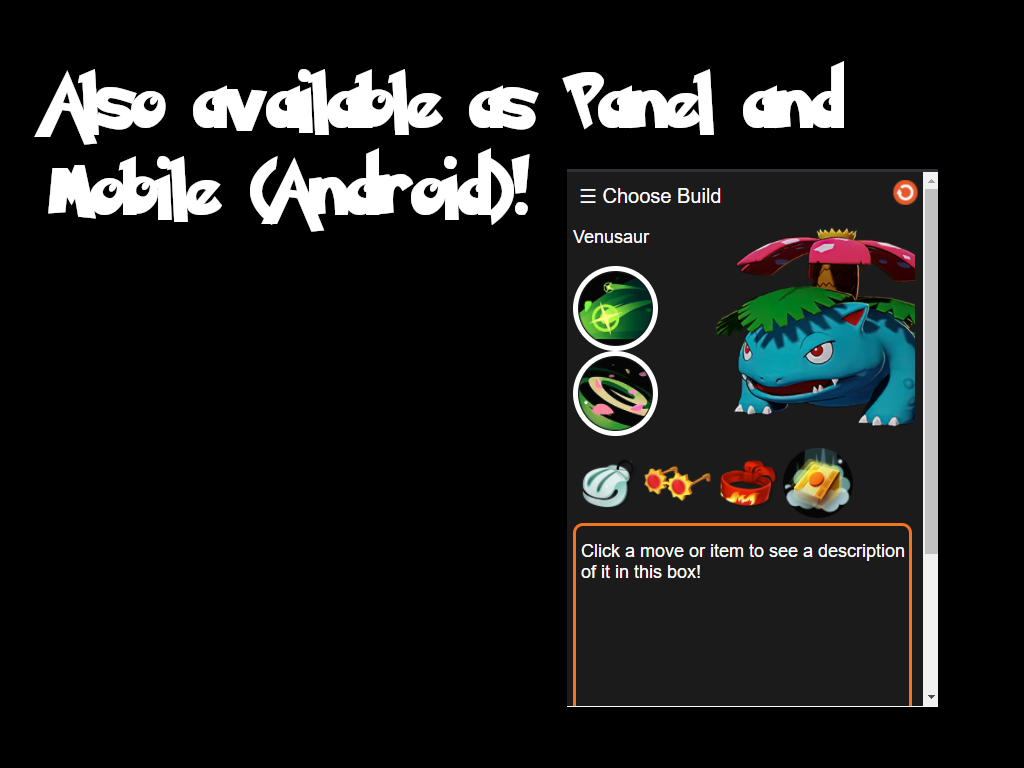 Also available as Panel and
Mobile (Android)!
☰ Choose Build
Venusaur
Click a move or item to see a description
of it in this box!